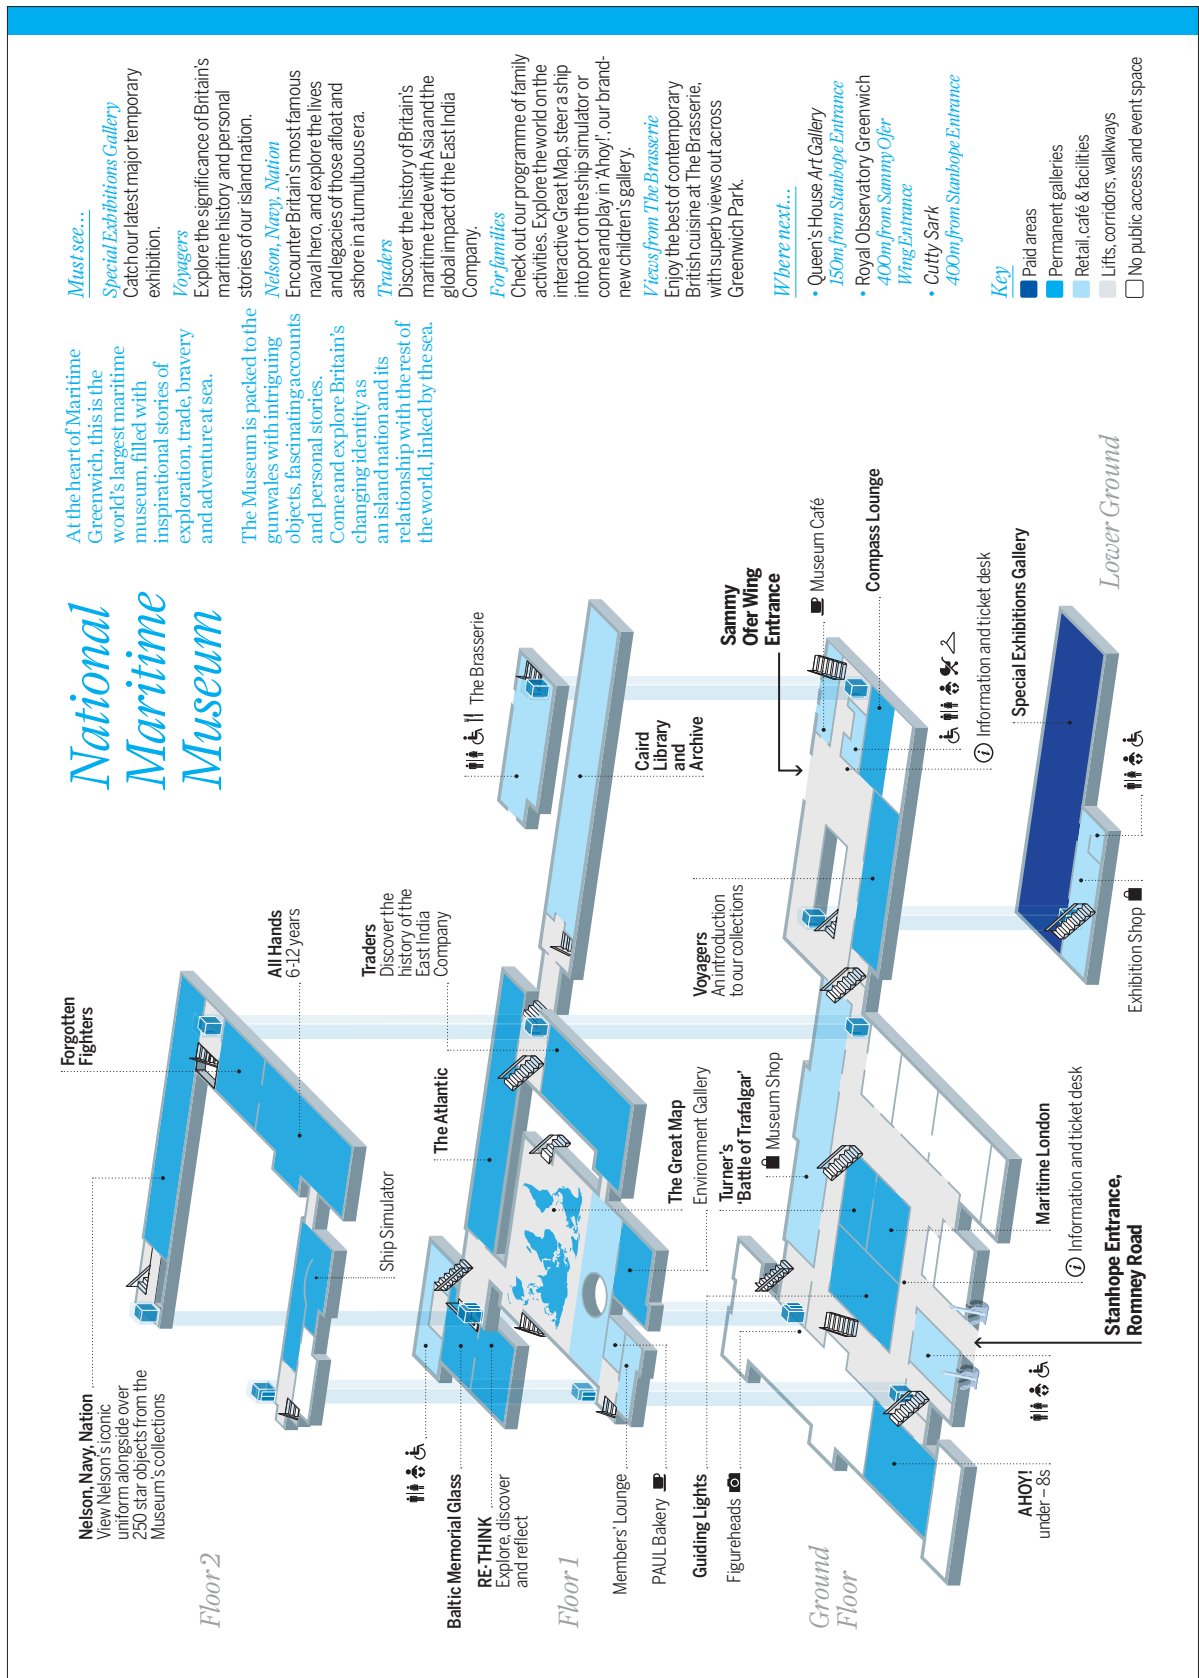 National
Maritime
Museum
At the heart of Maritime
Greenwich, this is the
world's largest maritime
museum, filled with
inspirational stories of
exploration, trade, bravery
and adventure at sea.
The Museum is packed to the
gunwales with intriguing
objects, fascinating accounts
and personal stories.
Come and explore Britain's
changing identity as
an island nation and its
relationship with the rest of
the world, linked by the sea.
Must see...
Special Exhibitions Gallery
Catch our latest major temporary
exhibition.
Voyagers
Explore the significance of Britain's
maritime history and personal
stories of our island nation.
Nelson, Navy, Nation
Encounter Britain's most famous
naval hero, and explore the lives
and legacies of those afloat and
ashore in a tumultuous era.
Traders
Discover the history of Britain's
maritime trade with Asia and the
global impact of the East India
Company.
For families
Check out our programme of family
activities. Explore the world on the
interactive Great Map, steer a ship
into port on the ship simulator or
come and play in 'Ahoy!', our brand-
new children's gallery.
Views from The Brasserie
Enjoy the best of contemporary
British cuisine at The Brasserie,
with superb views out across
Greenwich Park.
Where next...
• Queen's House Art Gallery
150m from Stanhope Entrance
• Royal Observatory Greenwich
400m from Sammy Ofer
Wing Entrance
• Cutty Sark
400m from Stanhope Entrance
Key
Paid areas
Permanent galleries
Retail, café & facilities
Lifts, corridors, walkways
No public access and event space
Floor 2
Nelson, Navy, Nation
View Nelson's iconic
uniform alongside over
250 star objects from the
Museum's collections
Forgotten
Fighters
All Hands
6-12 years
Ship Simulator
Floor 1
Baltic Memorial Glass
RE-THINK
Explore, discover
and reflect
Members' Lounge
PAUL Bakery
The Atlantic
Traders
Discover the
history of the
East India
Company
The Great Map
Environment Gallery
The Brasserie
Caird
Library
and
Archive
Ground
Floor
Guiding Lights
Figureheads
AHOY!
under – 8s
Turner's
'Battle of Trafalgar'
Museum Shop
Maritime London
i Information and ticket desk
Stanhope Entrance,
Romney Road
Voyagers
An introduction
to our collections
Sammy
Ofer Wing
Entrance
Museum Café
Compass Lounge
i Information and ticket desk
Lower Ground
Special Exhibitions Gallery
Exhibition Shop